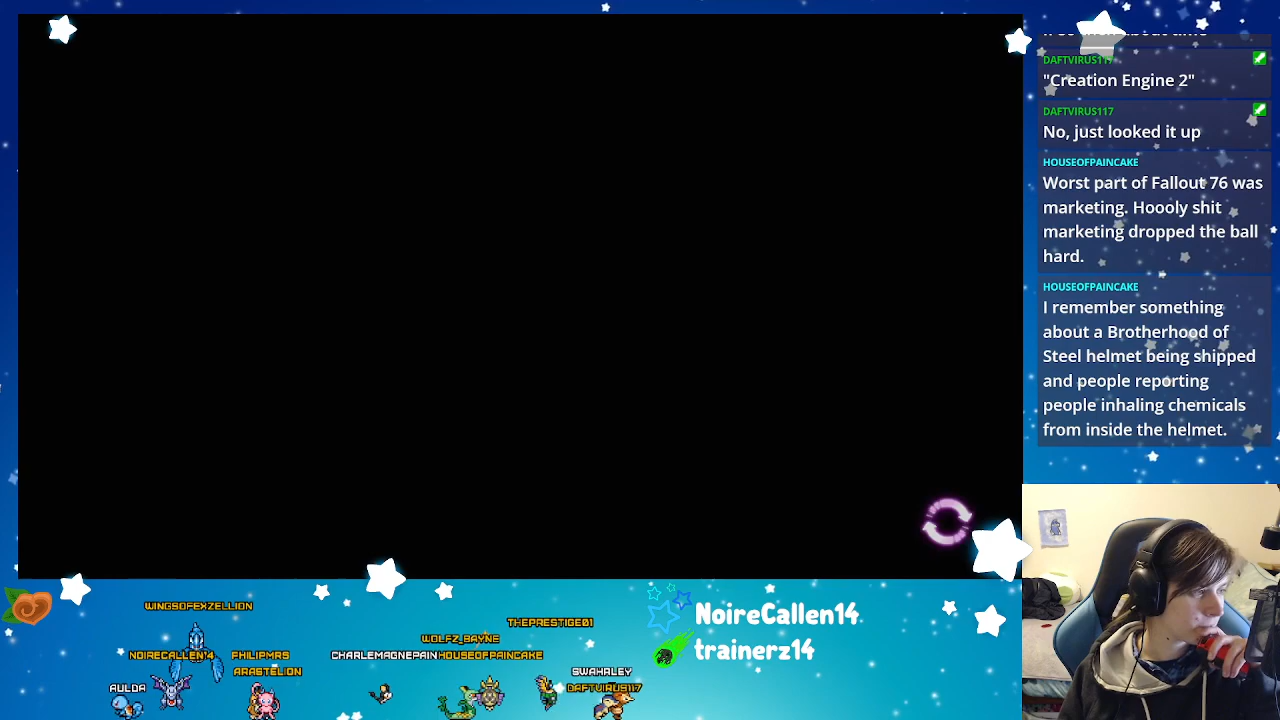 DAFTVIRUS117
"Creation Engine 2"
DAFTVIRUS117
No, just looked it up
HOUSEOFPAINCAKE
Worst part of Fallout 76 was
marketing. Hoooly shit
marketing dropped the ball
hard.
HOUSEOFPAINCAKE
I remember something
about a Brotherhood of
Steel helmet being shipped
and people reporting
people inhaling chemicals
from inside the helmet.
WINGSOFEXZELLION
THEPRESTIGE01
WOLFZ_BAYNE
NOIRECALLEN14
PHILIPMRS
CHARLEMAGNEPAIN
HOUSEOFPAINCAKE
ARASTELION
SWAHALEY
AULDA
DAFTVIRUS117
NoireCallen14
trainerz14